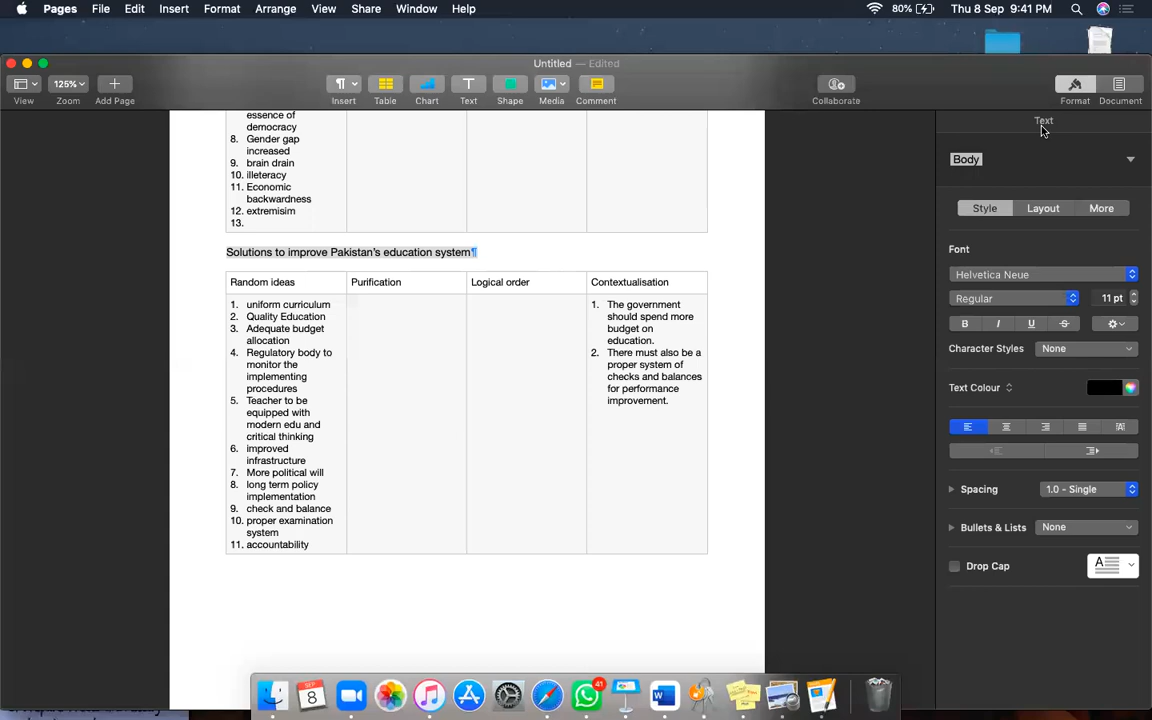 Pages File Edit Insert Format Arrange View Share Window Help 80% Thu 8 Sep 9:41 PM
Untitled — Edited
125%
View Zoom Add Page Insert Table Chart Text Shape Media Comment Collaborate Format Document
essence of
democracy
8. Gender gap
increased
9. brain drain
10. illeteracy
11. Economic
backwardness
12. extremisim
13.
Solutions to improve Pakistan's education system¶
Random ideas Purification Logical order Contextualisation
1. uniform curriculum
2. Quality Education
3. Adequate budget
allocation
4. Regulatory body to
monitor the
implementing
procedures
5. Teacher to be
equipped with
modern edu and
critical thinking
6. improved
infrastructure
7. More political will
8. long term policy
implementation
9. check and balance
10. proper examination
system
11. accountability
1. The government
should spend more
budget on
education.
2. There must also be a
proper system of
checks and balances
for performance
improvement.
Text
Body
Style Layout More
Font
Helvetica Neue
Regular 11 pt
B I U S
Character Styles None
Text Colour
Spacing 1.0 - Single
Bullets & Lists None
Drop Cap
SEP
8
41